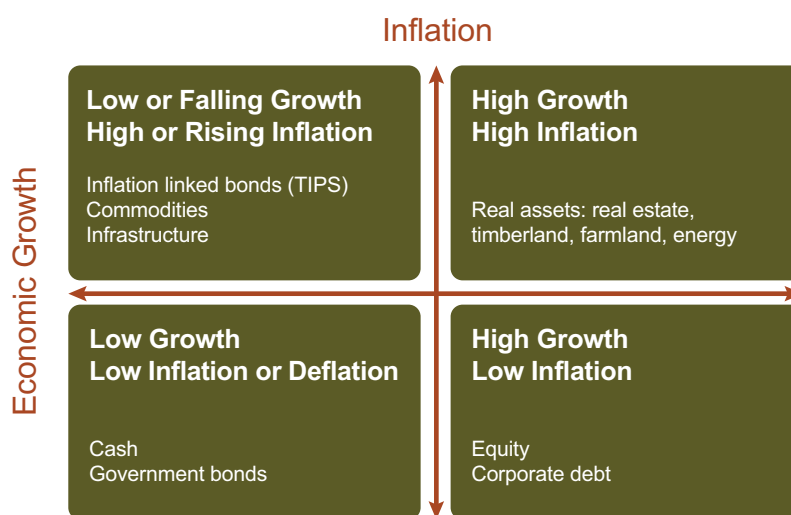 Inflation
Economic Growth
Low or Falling Growth
High or Rising Inflation
Inflation linked bonds (TIPS)
Commodities
Infrastructure
High Growth
High Inflation
Real assets: real estate,
timberland, farmland, energy
Low Growth
Low Inflation or Deflation
Cash
Government bonds
High Growth
Low Inflation
Equity
Corporate debt